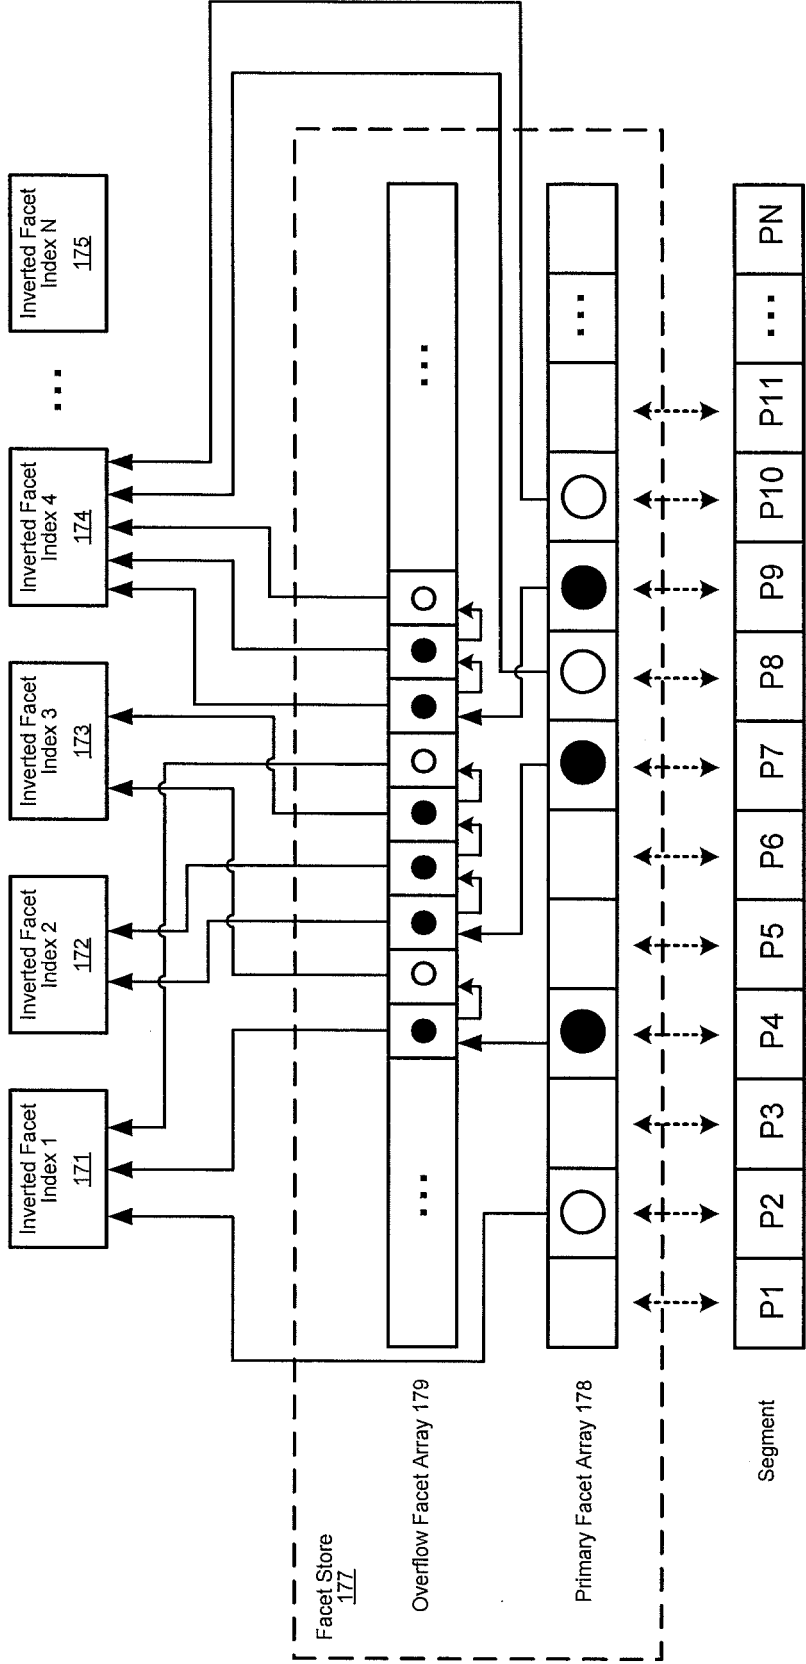 Inverted Facet
Index 1
171
Inverted Facet
Index 2
172
Inverted Facet
Index 3
173
Inverted Facet
Index 4
174
...
Inverted Facet
Index N
175
Facet Store
177
Overflow Facet Array 179
...
...
Primary Facet Array 178
...
Segment
P1
P2
P3
P4
P5
P6
P7
P8
P9
P10
P11
...
PN